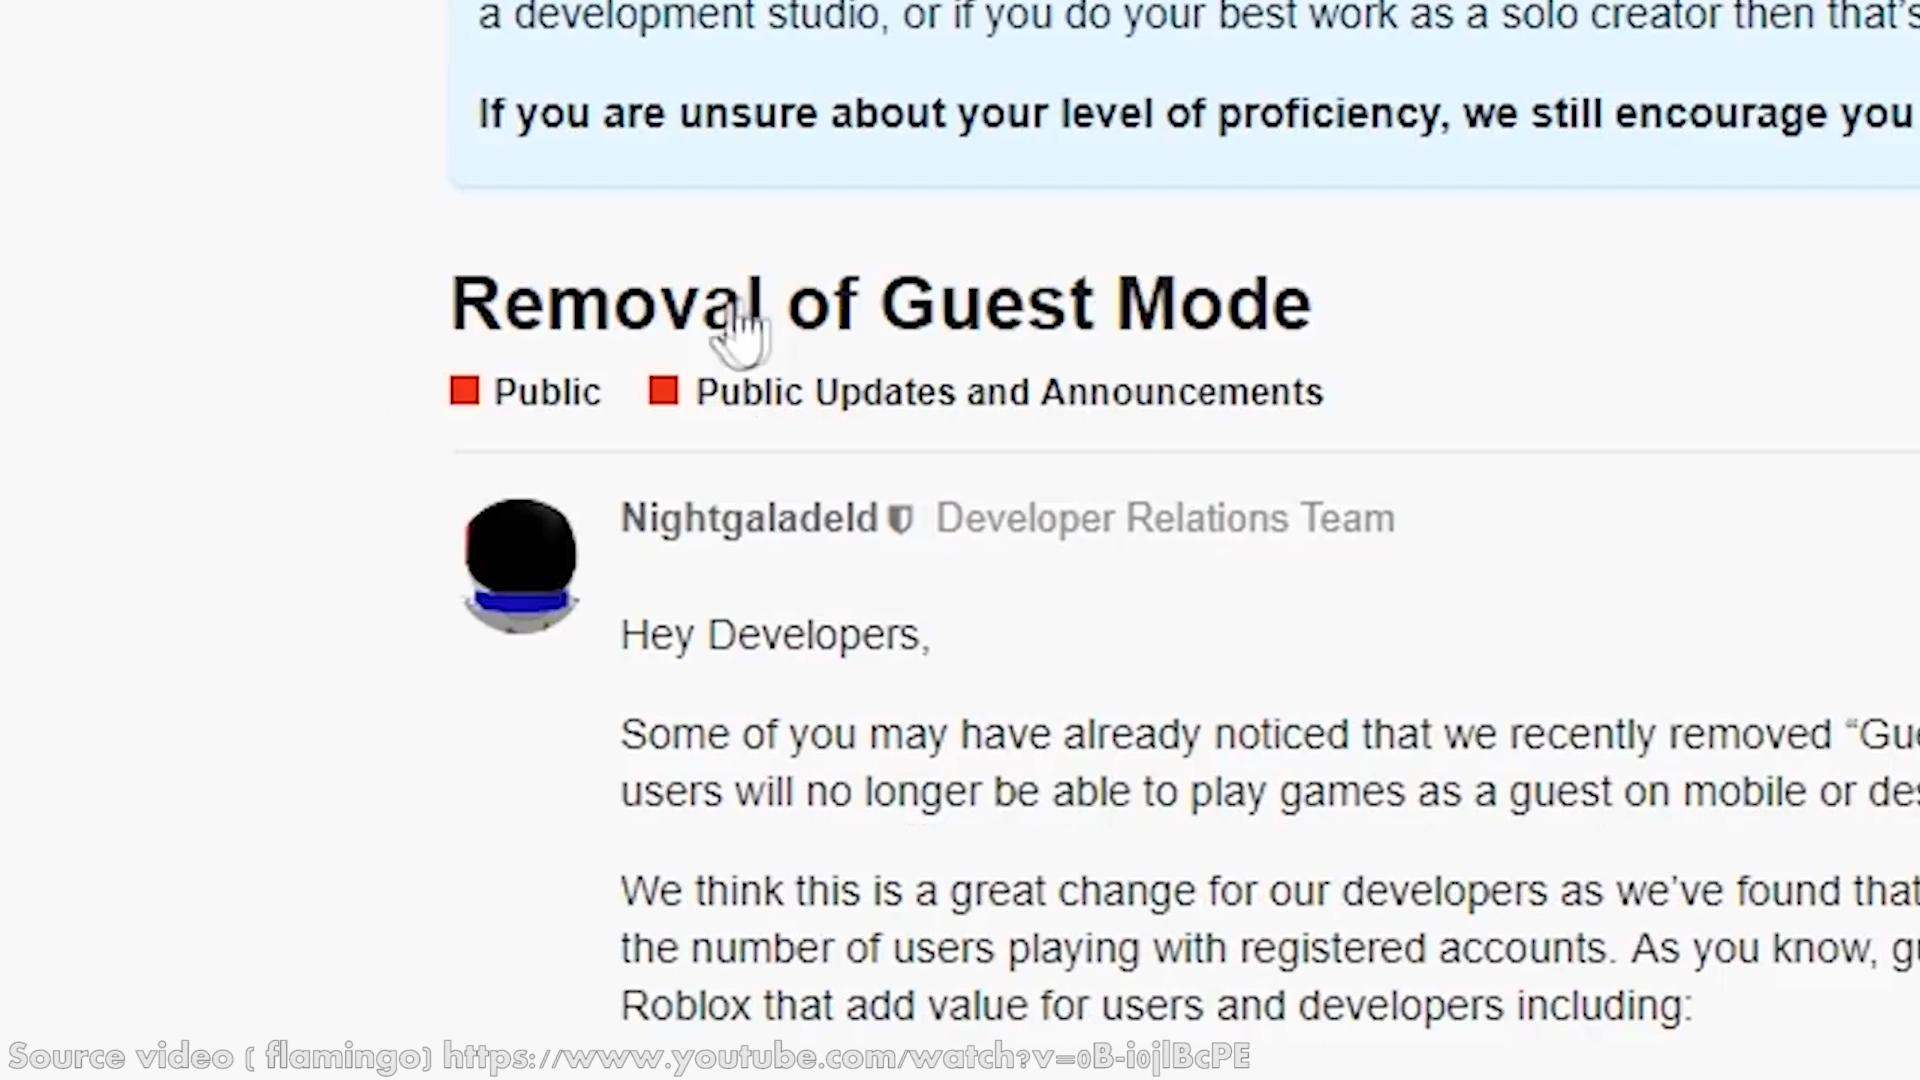 a development studio, or if you do your best work as a solo creator then that's
If you are unsure about your level of proficiency, we still encourage you
Removal of Guest Mode
Public Public Updates and Announcements
Nightgaladeld Developer Relations Team
Hey Developers,
Some of you may have already noticed that we recently removed “Gue
users will no longer be able to play games as a guest on mobile or des
We think this is a great change for our developers as we’ve found that
the number of users playing with registered accounts. As you know, gu
Roblox that add value for users and developers including:
Source video ( flamingo) https://www.youtube.com/watch?v=0B-i0jlBcPE